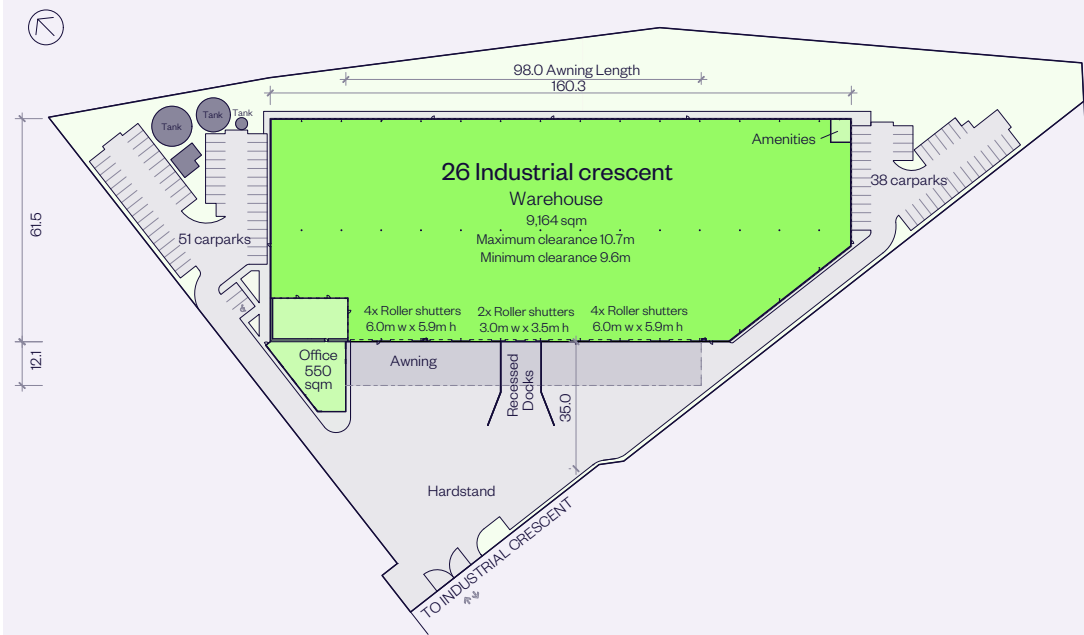 98.0 Awning Length
160.3
Tank
Tank
Tank
Amenities
26 Industrial crescent
Warehouse
9,164 sqm
Maximum clearance 10.7m
Minimum clearance 9.6m
38 carparks
51 carparks
61.5
4x Roller shutters
6.0m w x 5.9m h
2x Roller shutters
3.0m w x 3.5m h
4x Roller shutters
6.0m w x 5.9m h
12.1
Office
550
sqm
Awning
Recessed
Docks
35.0
Hardstand
TO INDUSTRIAL CRESCENT